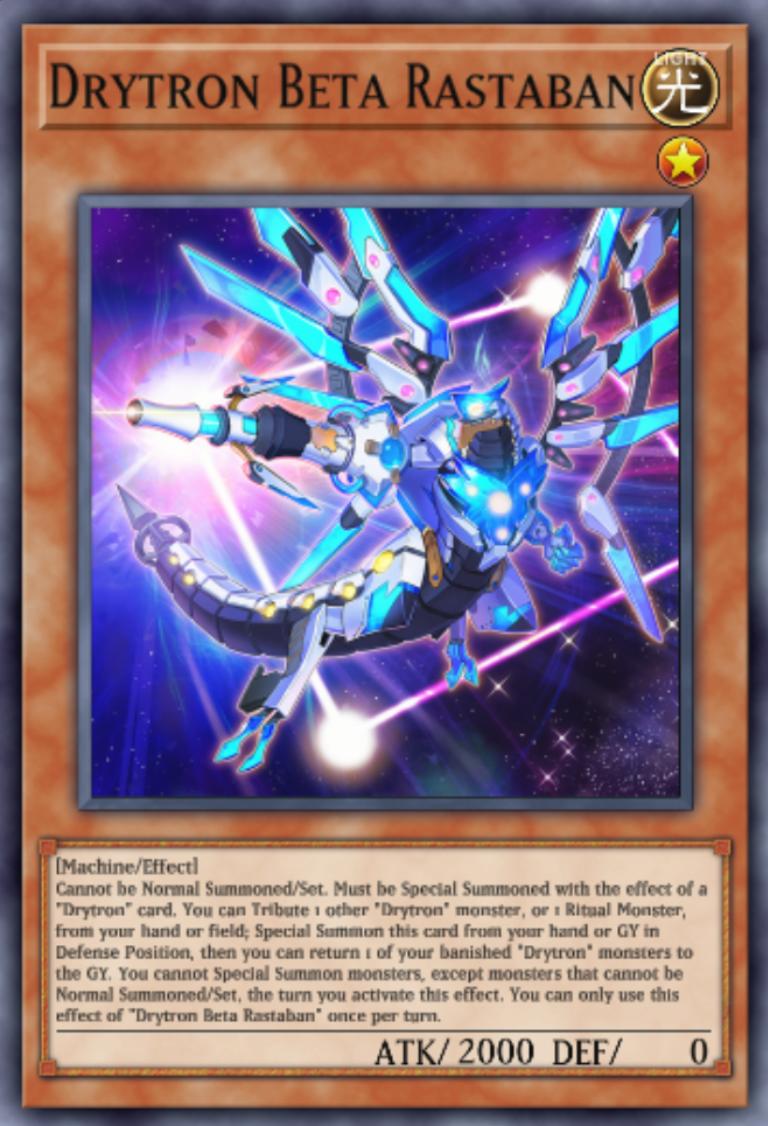 DRYTRON BETA RASTABAN
LIGHT
光
[Machine/Effect]
Cannot be Normal Summoned/Set. Must be Special Summoned with the effect of a
"Drytron" card. You can Tribute 1 other "Drytron" monster, or 1 Ritual Monster,
from your hand or field; Special Summon this card from your hand or GY in
Defense Position, then you can return 1 of your banished "Drytron" monsters to
the GY. You cannot Special Summon monsters, except monsters that cannot be
Normal Summoned/Set, the turn you activate this effect. You can only use this
effect of "Drytron Beta Rastaban" once per turn.
ATK/ 2000 DEF/ 0